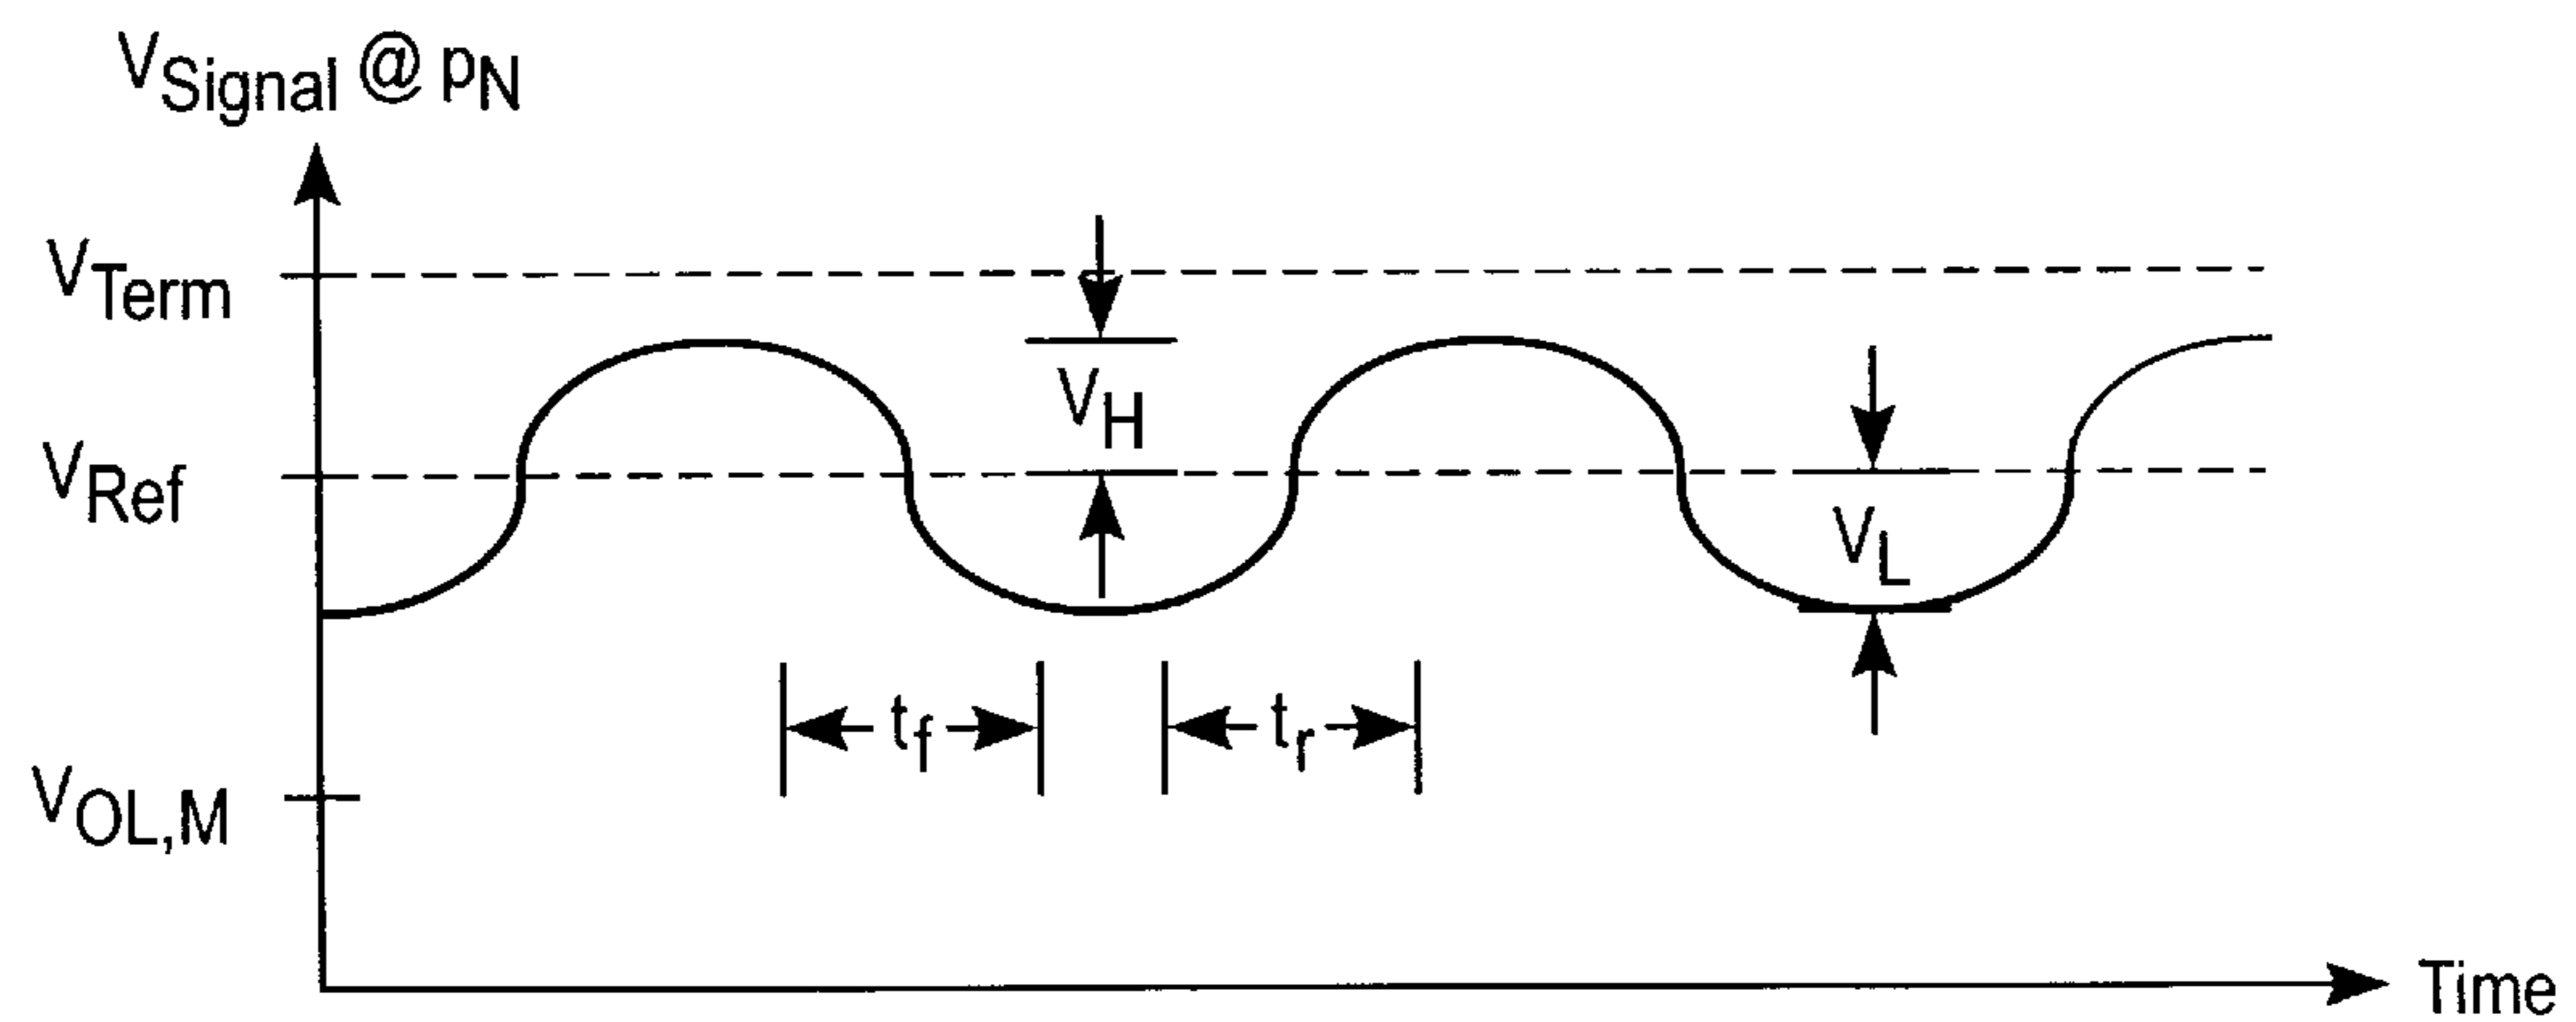 VSignal @ pN
VTerm
VH
VRef
VL
tf
tr
VOL,M
Time